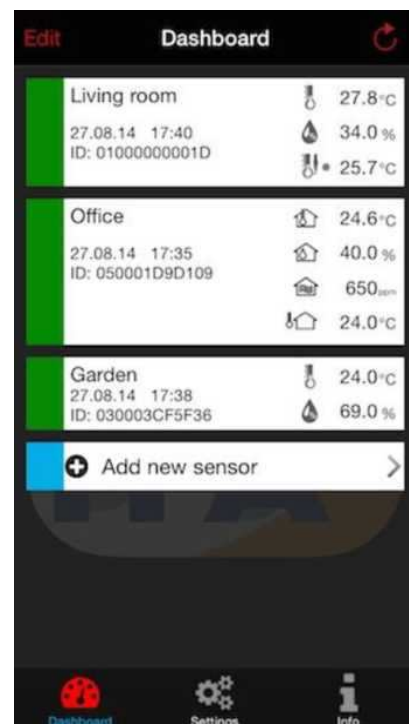 Edit Dashboard
Living room 27.8°C
27.08.14 17:40 34.0 %
ID: 01000000001D
25.7°C
Office 24.6°C
27.08.14 17:35 40.0 %
ID: 050001D9D109
650 ppm
24.0°C
Garden 24.0°C
27.08.14 17:38
ID: 030003CF5F36 69.0 %
Add new sensor
Dashboard Settings Info